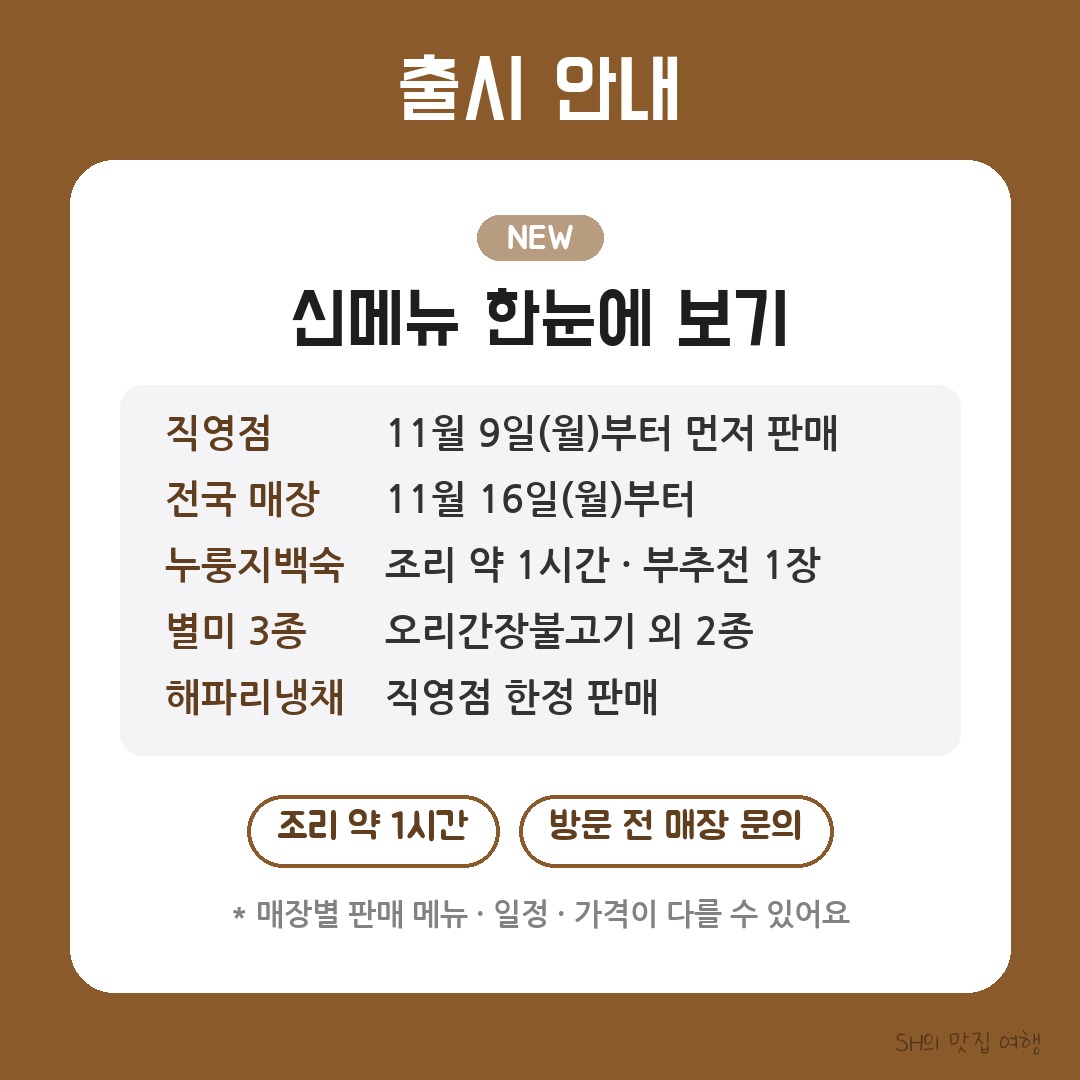 출시 안내
NEW
신메뉴 한눈에 보기
직영점 11월 9일(월)부터 먼저 판매
전국 매장 11월 16일(월)부터
누룽지백숙 조리 약 1시간 · 부추전 1장
별미 3종 오리간장불고기 외 2종
해파리냉채 직영점 한정 판매
조리 약 1시간 방문 전 매장 문의
* 매장별 판매 메뉴 · 일정 · 가격이 다를 수 있어요
SH의 맛집 여행